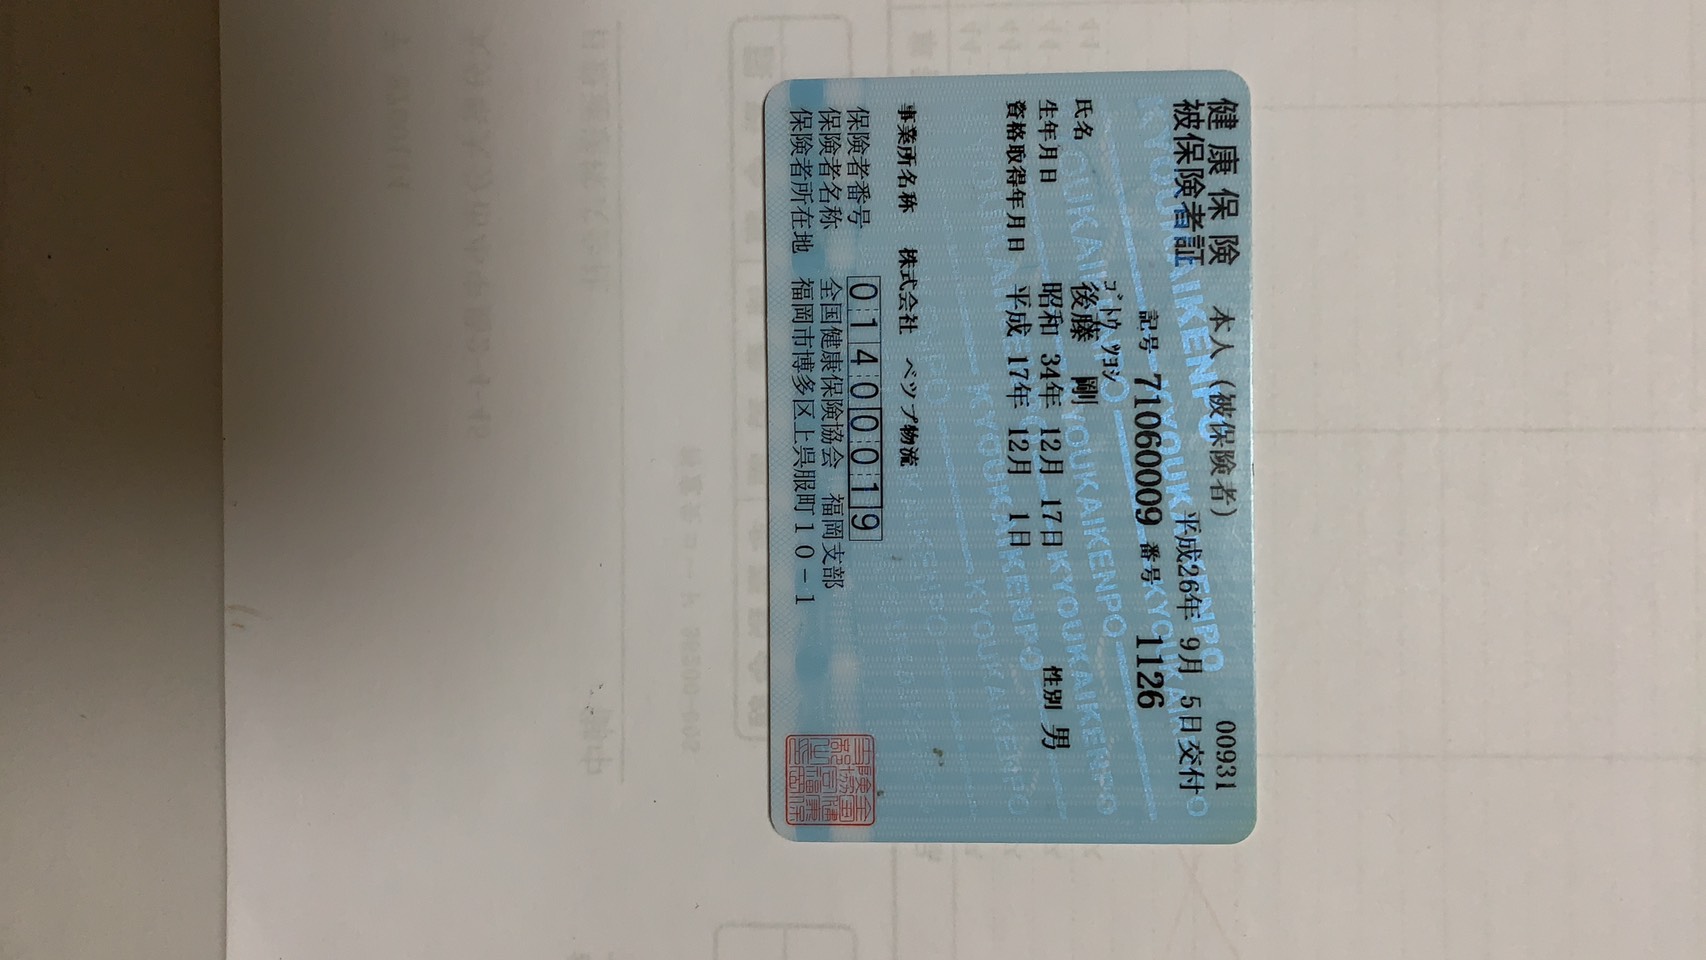 健康保険 本人(被保険者) 00931
被保険者証 平成26年 9月 5日交付
記号 71060009 番号 1126
ゴトウ ツヨシ
氏名 後藤 剛
生年月日 昭和 34年 12月 17日 性別 男
資格取得年月日 平成 17年 12月 1日
事業所名称 株式会社 ベツプ物流
保険者番号 01400019
保険者名称 全国健康保険協会 福岡支部
保険者所在地 福岡市博多区上呉服町10-1